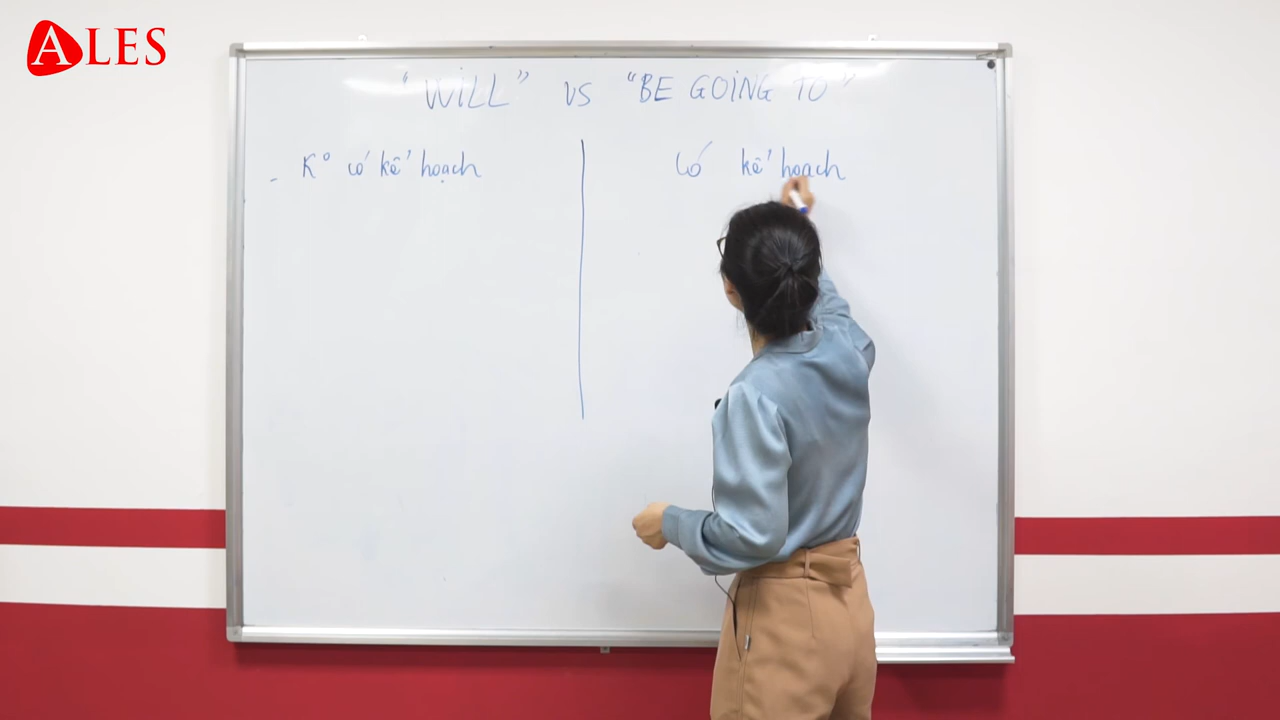 ALES
"WiLL" vs "BE GOiNG TO"
- K° có kế hoạch
Có kế hoạch